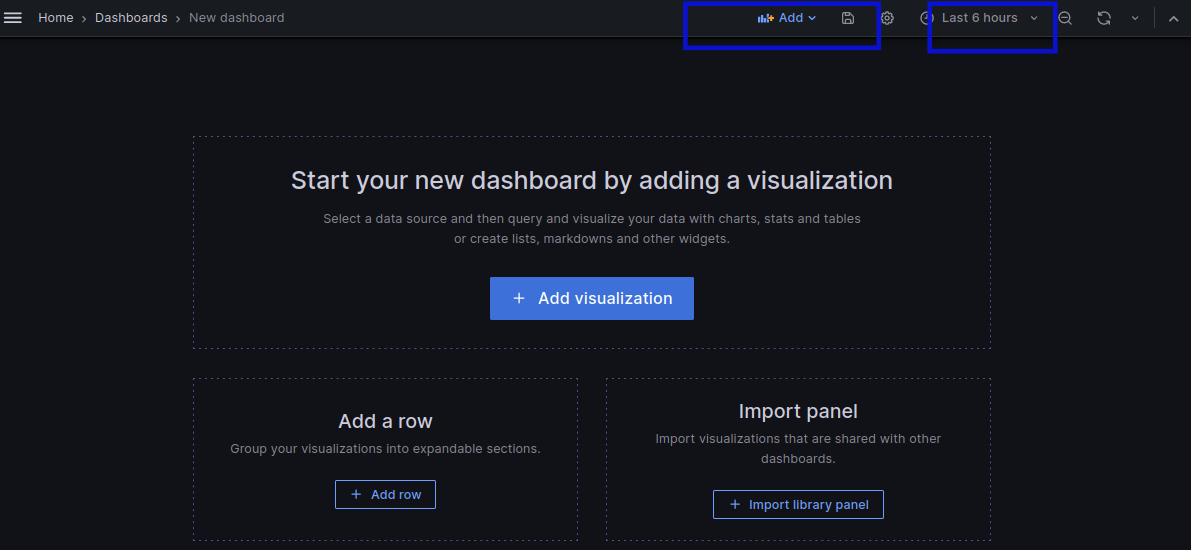 Home › Dashboards › New dashboard
Add
Last 6 hours
Start your new dashboard by adding a visualization
Select a data source and then query and visualize your data with charts, stats and tables
or create lists, markdowns and other widgets.
+ Add visualization
Add a row
Group your visualizations into expandable sections.
+ Add row
Import panel
Import visualizations that are shared with other
dashboards.
+ Import library panel